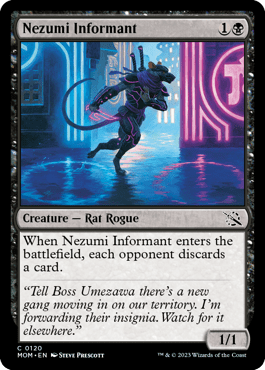 Nezumi Informant 1
Creature — Rat Rogue
When Nezumi Informant enters the
battlefield, each opponent discards
a card.
“Tell Boss Umezawa there’s a new
gang moving in on our territory. I’m
forwarding their insignia. Watch for it
elsewhere.”
1/1
C 0120
MOM • EN STEVE PRESCOTT
™ & © 2023 Wizards of the Coast